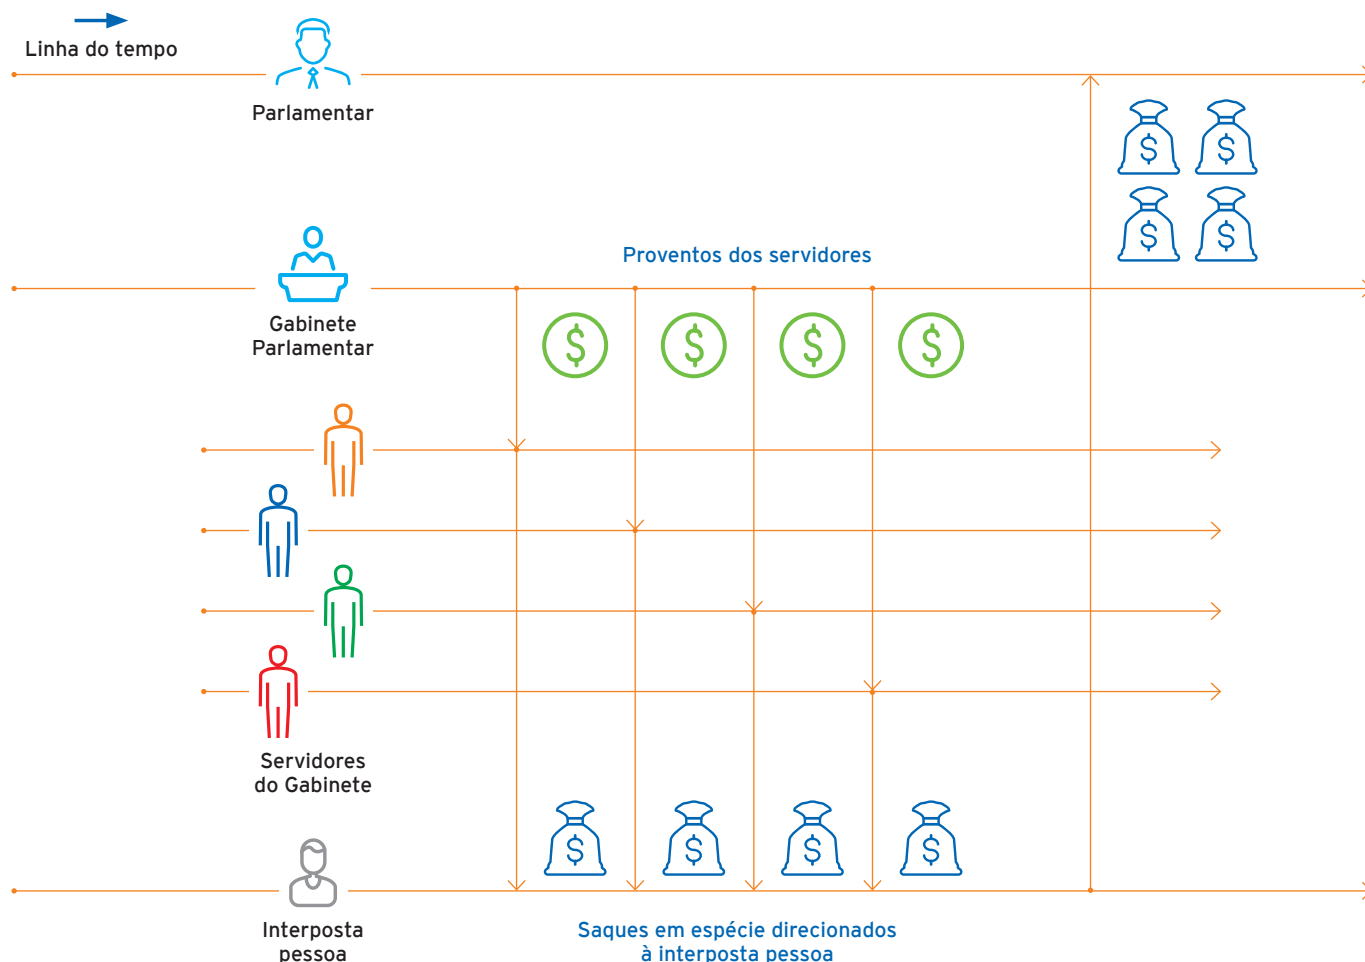 Linha do tempo
Parlamentar
Proventos dos servidores
Gabinete
Parlamentar
Servidores
do Gabinete
Interposta
pessoa
Saques em espécie direcionados
à interposta pessoa